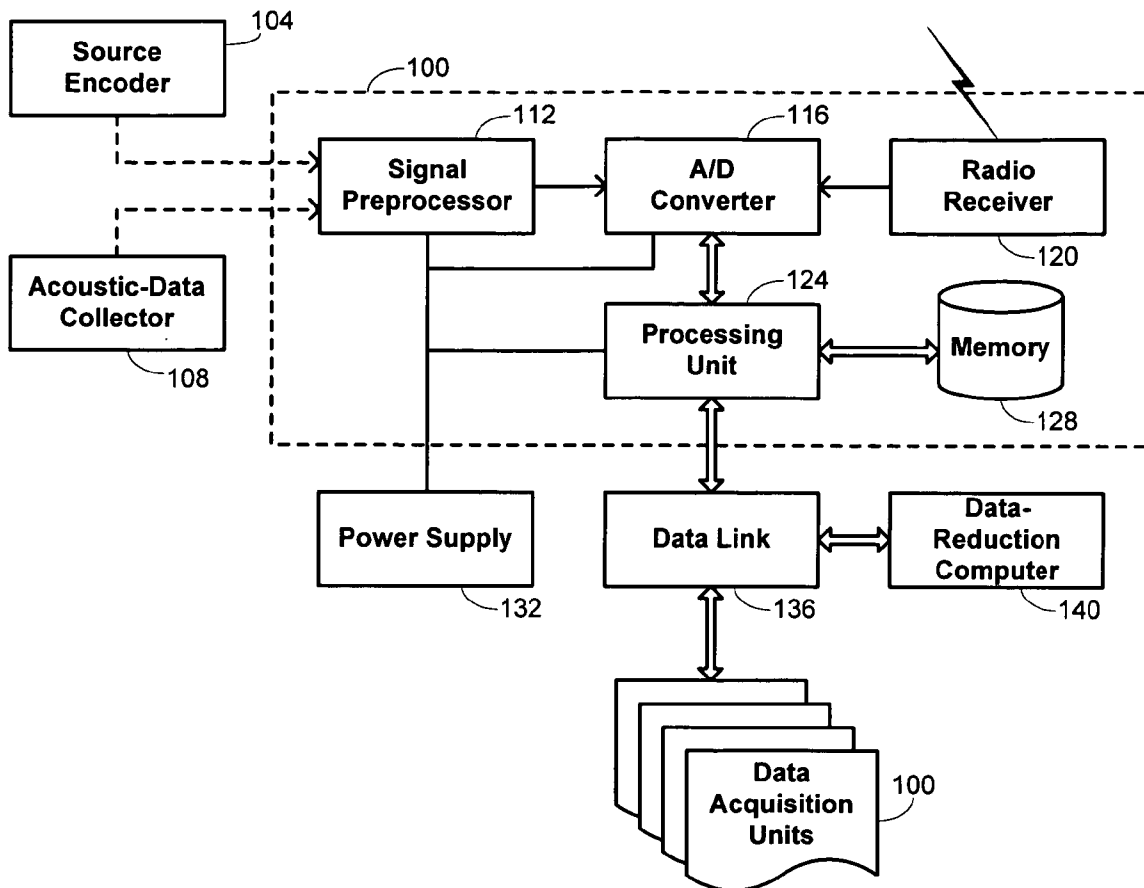 104
Source
Encoder
100
112
116
Signal
Preprocessor
A/D
Converter
Radio
Receiver
120
Acoustic-Data
Collector
108
124
Processing
Unit
Memory
128
Power Supply
132
Data Link
136
Data-
Reduction
Computer
140
Data
Acquisition
Units
100